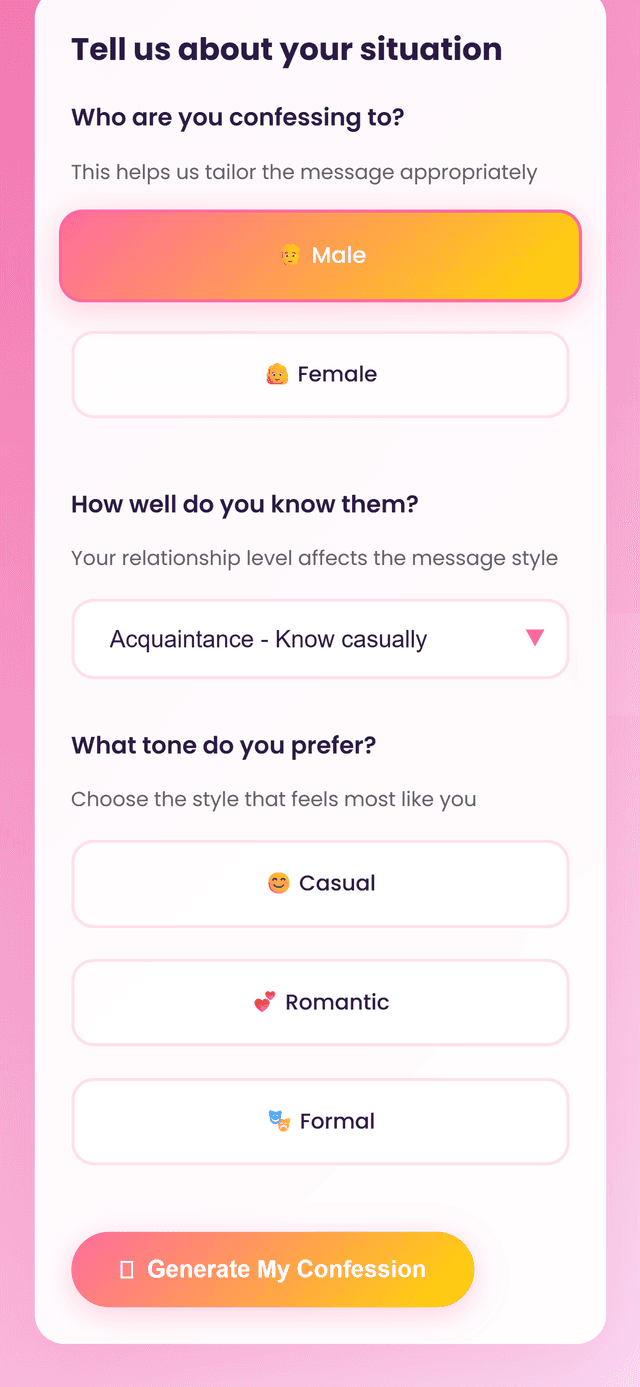 Tell us about your situation
Who are you confessing to?
This helps us tailor the message appropriately
Male
Female
How well do you know them?
Your relationship level affects the message style
Acquaintance - Know casually
What tone do you prefer?
Choose the style that feels most like you
Casual
Romantic
Formal
Generate My Confession